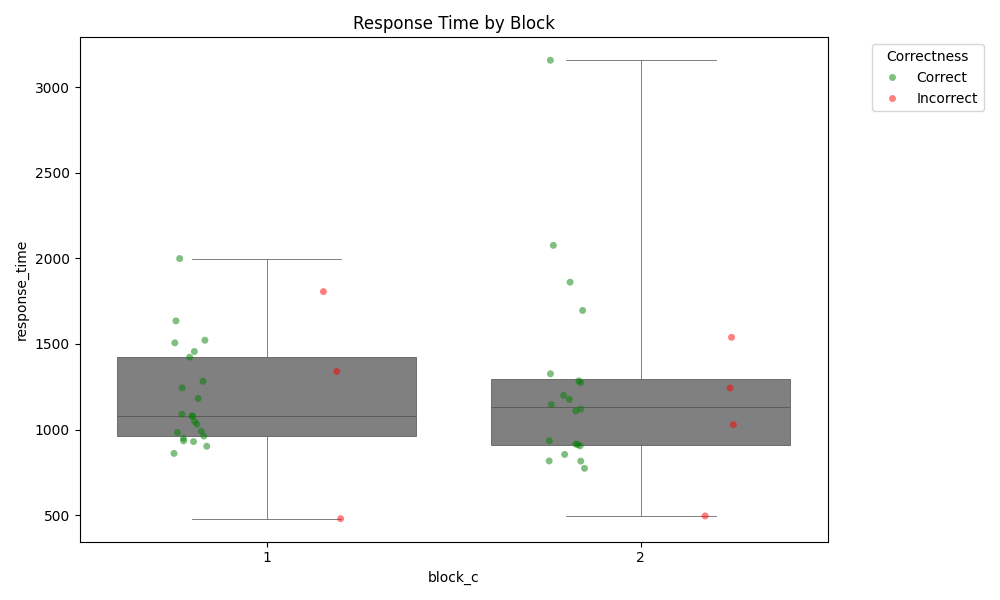 Response Time by Block
Correctness
Correct
Incorrect
response_time
3000
2500
2000
1500
1000
500
1
2
block_c